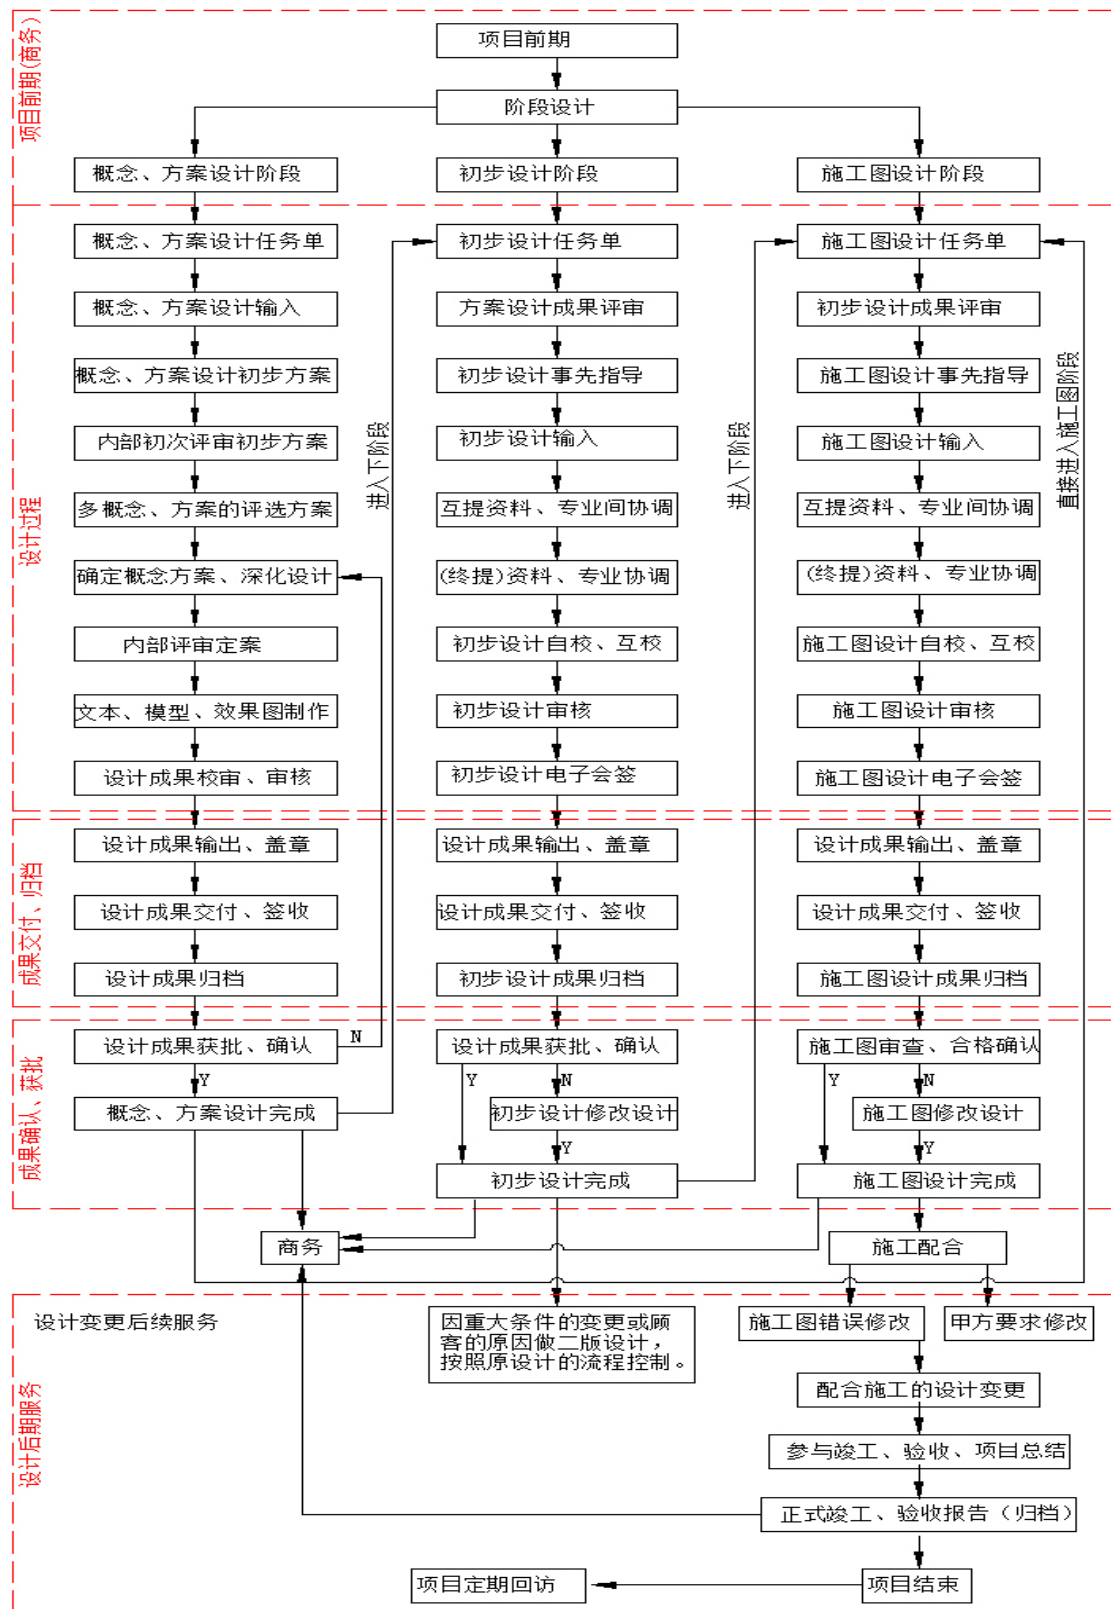 项目前期(商务)
项目前期
阶段设计
概念、方案设计阶段
初步设计阶段
施工图设计阶段
设计过程
概念、方案设计任务单
初步设计任务单
施工图设计任务单
概念、方案设计输入
方案设计成果评审
初步设计成果评审
概念、方案设计初步方案
初步设计事先指导
施工图设计事先指导
内部初次评审初步方案
进入下阶段
初步设计输入
进入下阶段
施工图设计输入
直接进入施工图阶段
多概念、方案的评选方案
互提资料、专业间协调
互提资料、专业间协调
确定概念方案、深化设计
(终提)资料、专业协调
(终提)资料、专业协调
内部评审定案
初步设计自校、互校
施工图设计自校、互校
文本、模型、效果图制作
初步设计审核
施工图设计审核
设计成果校审、审核
初步设计电子会签
施工图设计电子会签
成果交付、归档
设计成果输出、盖章
设计成果输出、盖章
设计成果输出、盖章
设计成果交付、签收
设计成果交付、签收
设计成果交付、签收
设计成果归档
初步设计成果归档
施工图设计成果归档
成果确认、获批
设计成果获批、确认
N
设计成果获批、确认
施工图审查、合格确认
Y
Y
N
Y
N
概念、方案设计完成
初步设计修改设计
施工图修改设计
Y
Y
初步设计完成
施工图设计完成
商务
施工配合
设计后期服务
设计变更后续服务
因重大条件的变更或顾
客的原因做二版设计，
按照原设计的流程控制。
施工图错误修改
甲方要求修改
配合施工的设计变更
参与竣工、验收、项目总结
正式竣工、验收报告（归档）
项目定期回访
项目结束